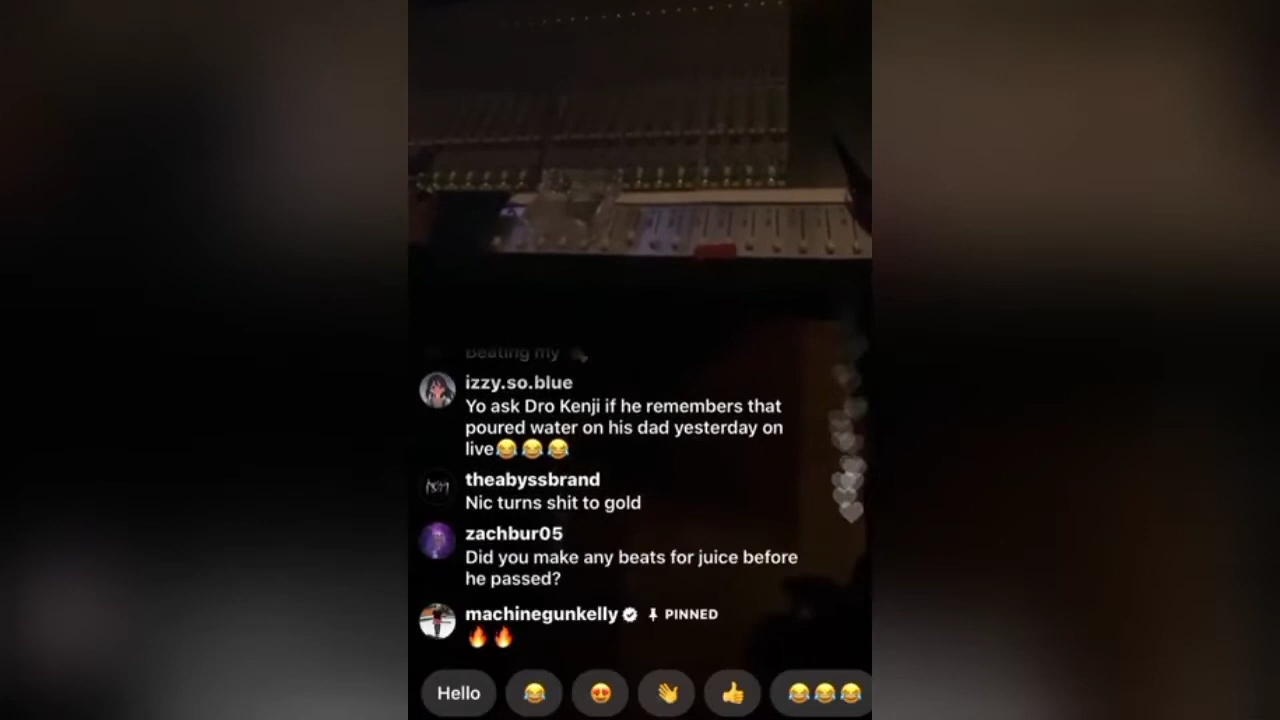 Beating my
izzy.so.blue
Yo ask Dro Kenji if he remembers that
poured water on his dad yesterday on
live😂😂😂
theabyssbrand
Nic turns shit to gold
zachbur05
Did you make any beats for juice before
he passed?
machinegunkelly PINNED
🔥🔥
Hello 😂 😍 👋 👍 😂😂😂